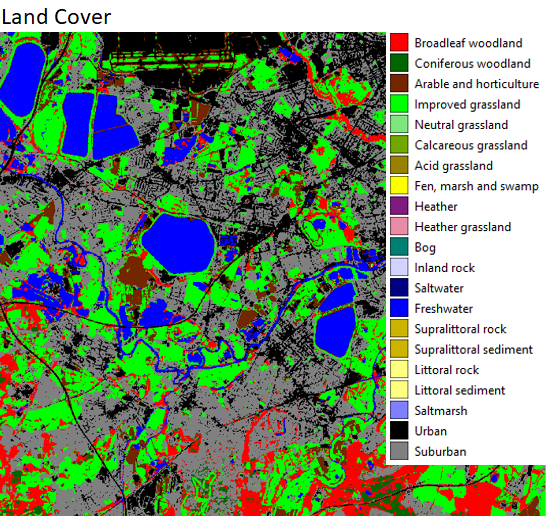 Land Cover
Broadleaf woodland
Coniferous woodland
Arable and horticulture
Improved grassland
Neutral grassland
Calcareous grassland
Acid grassland
Fen, marsh and swamp
Heather
Heather grassland
Bog
Inland rock
Saltwater
Freshwater
Supralittoral rock
Supralittoral sediment
Littoral rock
Littoral sediment
Saltmarsh
Urban
Suburban